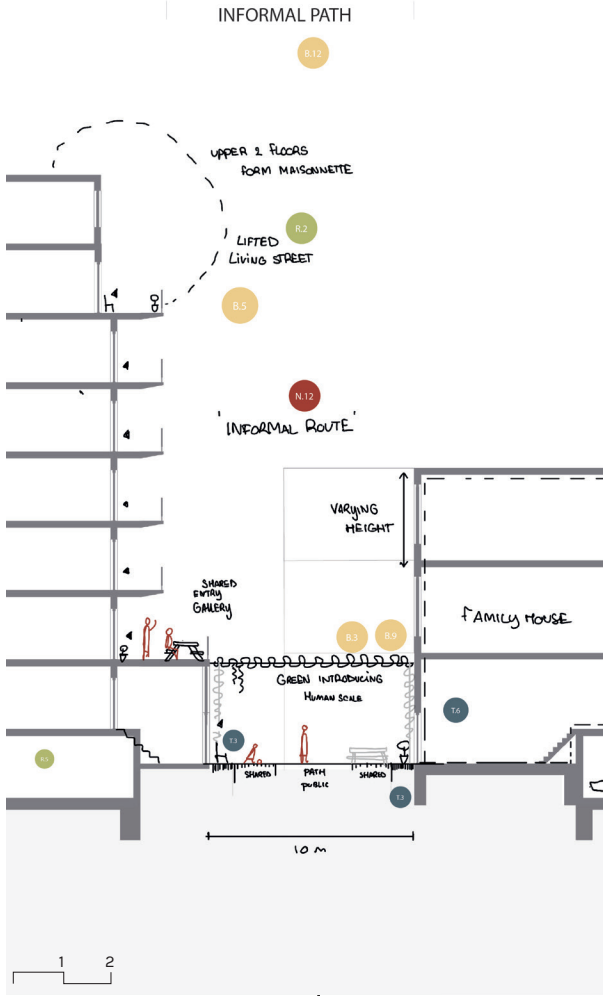 INFORMAL PATH
B.12
UPPER 2 FLOORS
FORM MAISONNETTE
R.2
LIFTED
LIVING STREET
B.5
N.12
'INFORMAL ROUTE'
VARYING
HEIGHT
SHARED
ENTRY
GALLERY
FAMILY HOUSE
B.3
B.9
GREEN INTRODUCING
HUMAN SCALE
T.6
T.3
SHARED
PATH
PUBLIC
SHARED
10 M
1 2